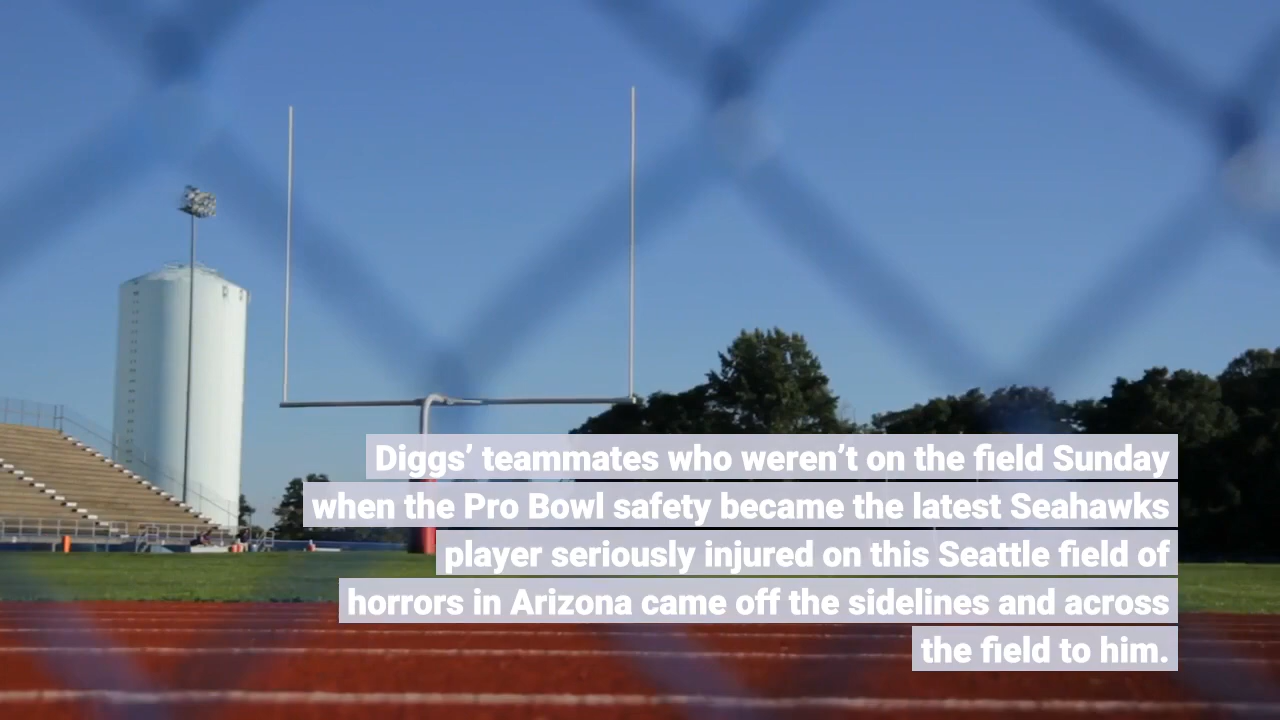 Diggs’ teammates who weren’t on the field Sunday
when the Pro Bowl safety became the latest Seahawks
player seriously injured on this Seattle field of
horrors in Arizona came off the sidelines and across
the field to him.